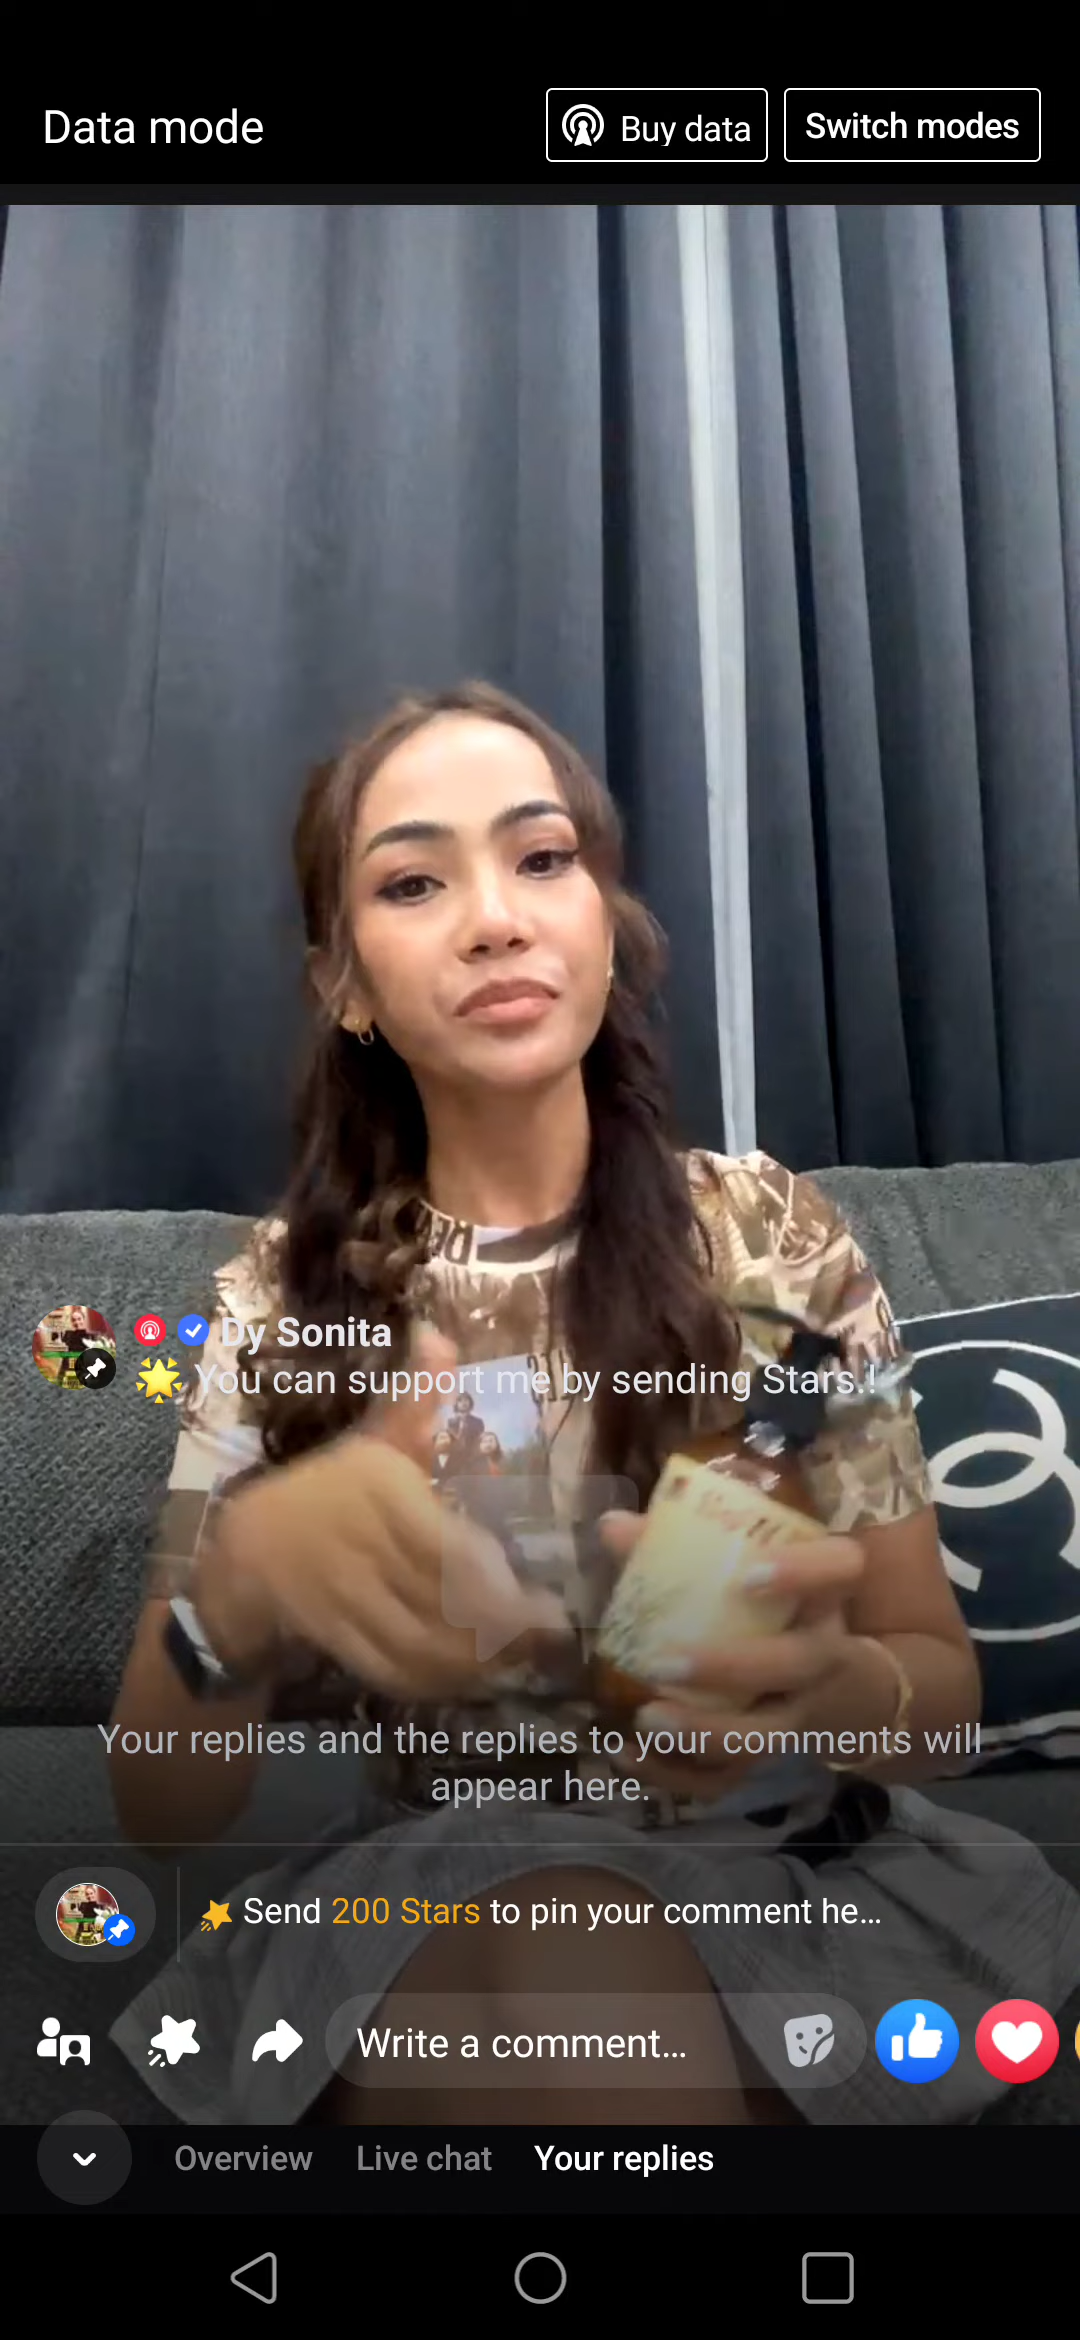 Data mode
Buy data
Switch modes
Dy Sonita
You can support me by sending Stars.!
Your replies and the replies to your comments will
appear here.
Send 200 Stars to pin your comment he...
Write a comment...
Overview
Live chat
Your replies